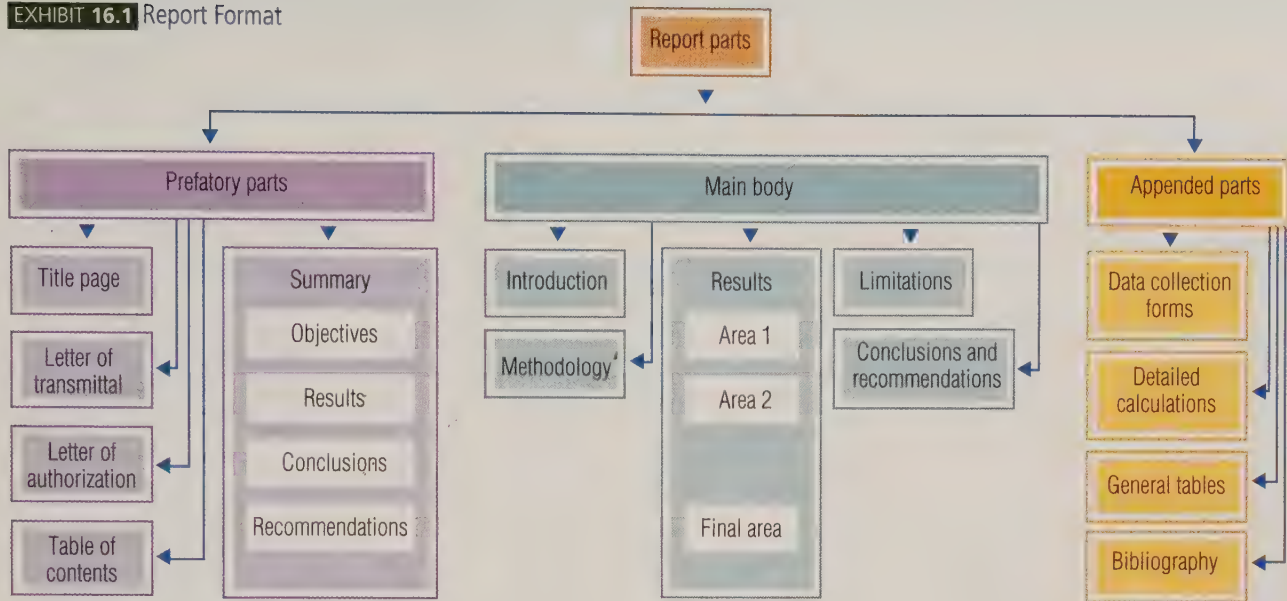 EXHIBIT 16.1 Report Format
Report parts
Prefatory parts
Title page
Letter of
transmittal
Letter of
authorization
Table of
contents
Summary
Objectives
Results
Conclusions
Recommendations
Main body
Introduction
Methodology
Results
Area 1
Area 2
Final area
Limitations
Conclusions and
recommendations
Appended parts
Data collection
forms
Detailed
calculations
General tables
Bibliography